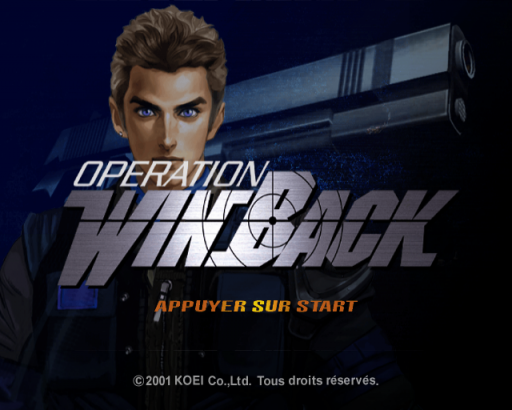 OPERATION
WINBACK
APPUYER SUR START
©2001 KOEI Co.,Ltd. Tous droits réservés.